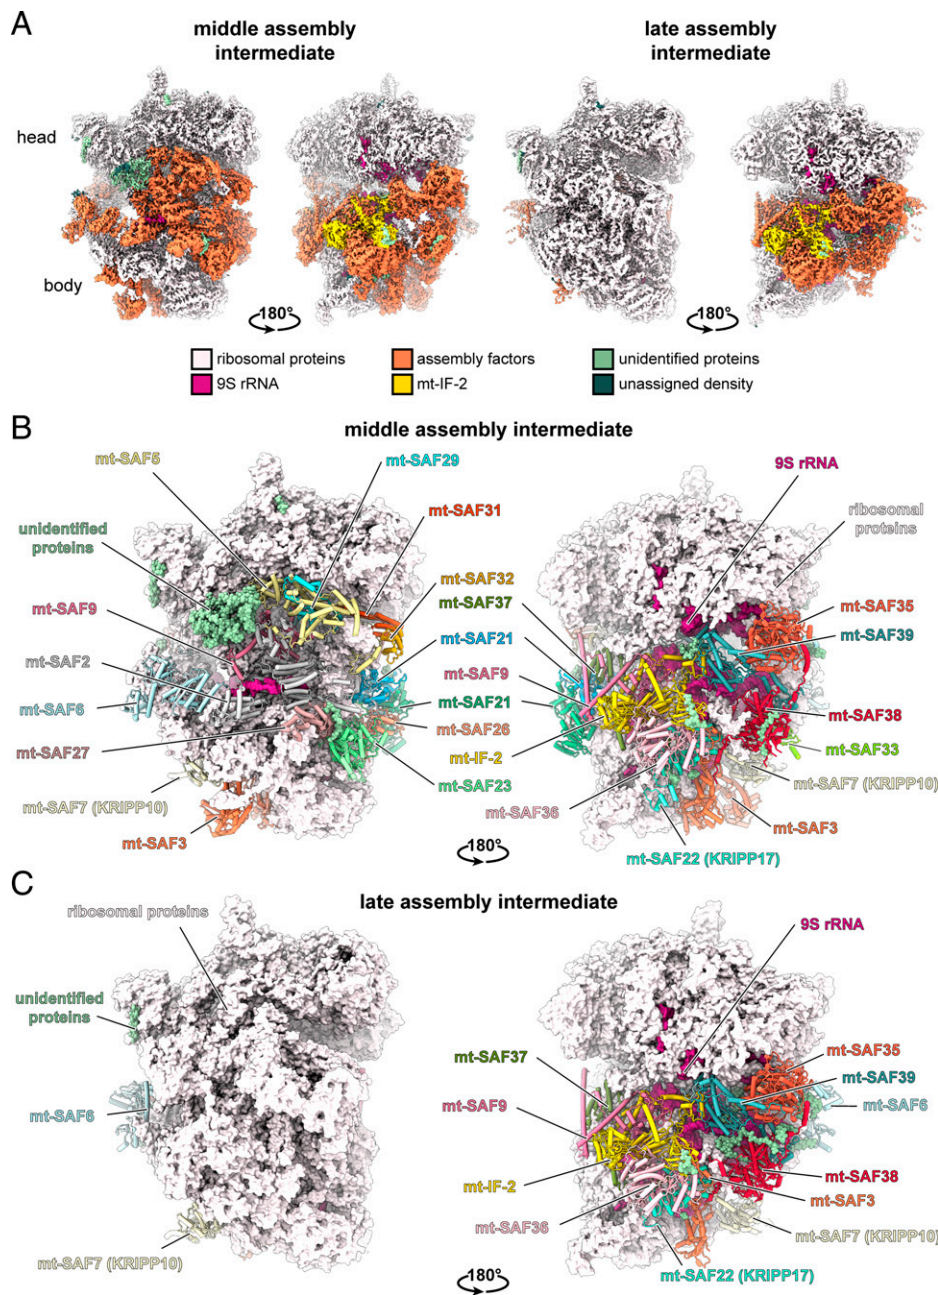 A
middle assembly
intermediate
late assembly
intermediate
head
body
180°
180°
ribosomal proteins
assembly factors
unidentified proteins
9S rRNA
mt-IF-2
unassigned density
B
middle assembly intermediate
mt-SAF5
mt-SAF29
9S rRNA
unidentified
proteins
mt-SAF31
ribosomal
proteins
mt-SAF9
mt-SAF32
mt-SAF37
mt-SAF35
mt-SAF2
mt-SAF21
mt-SAF39
mt-SAF9
mt-SAF6
mt-SAF21
mt-SAF38
mt-SAF26
mt-SAF27
mt-IF-2
mt-SAF33
mt-SAF23
mt-SAF7 (KRIPP10)
mt-SAF7 (KRIPP10)
mt-SAF36
mt-SAF3
mt-SAF3
mt-SAF22 (KRIPP17)
180°
C
late assembly intermediate
ribosomal proteins
9S rRNA
unidentified
proteins
mt-SAF37
mt-SAF35
mt-SAF39
mt-SAF9
mt-SAF6
mt-SAF6
mt-IF-2
mt-SAF38
mt-SAF3
mt-SAF36
mt-SAF7 (KRIPP10)
mt-SAF7 (KRIPP10)
mt-SAF22 (KRIPP17)
180°